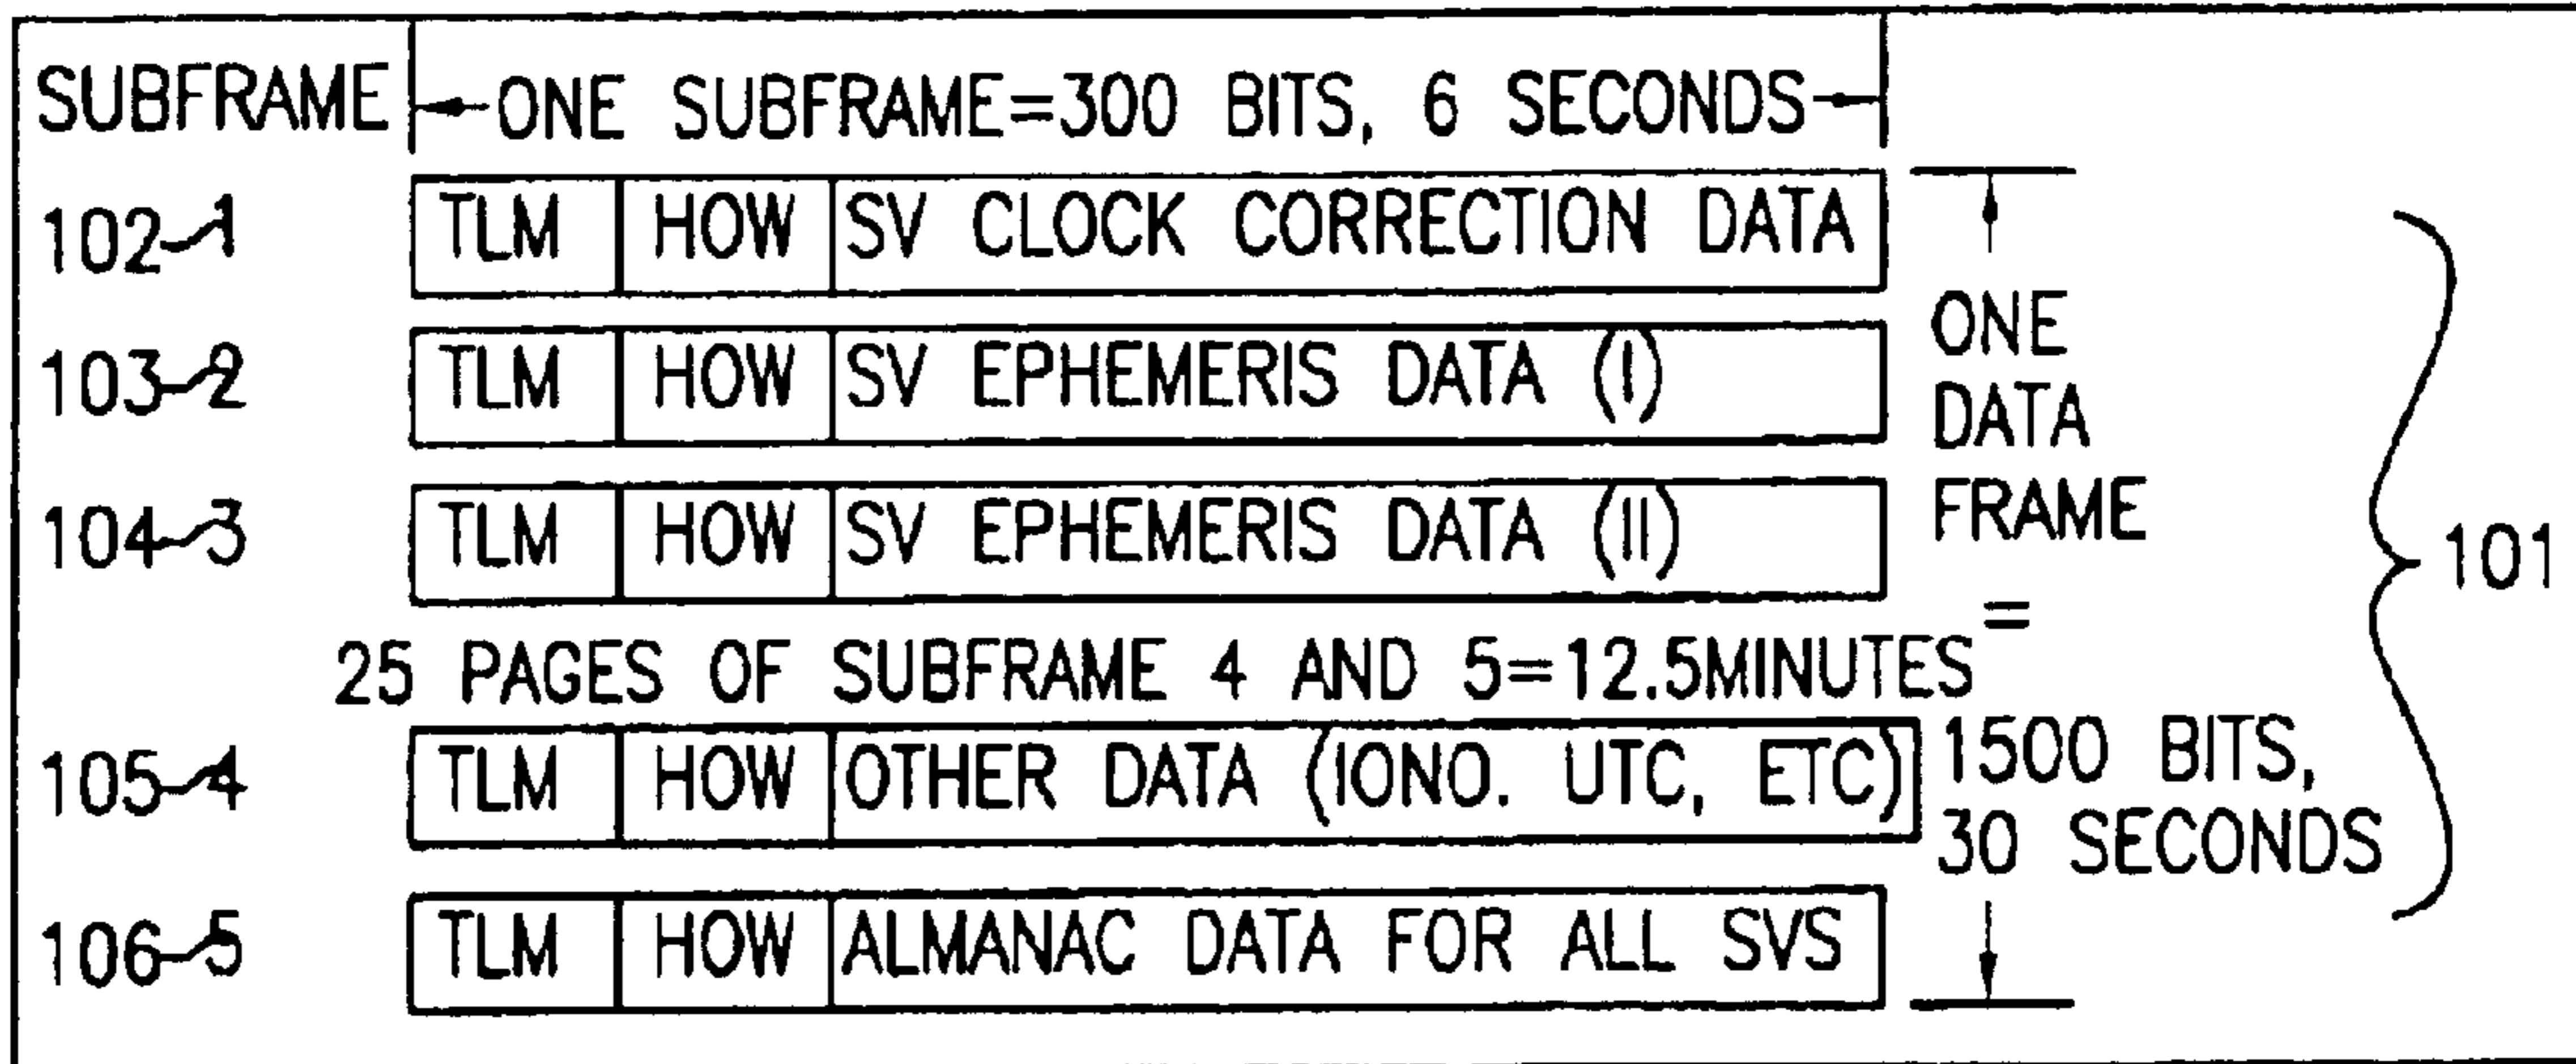 SUBFRAME
ONE SUBFRAME=300 BITS, 6 SECONDS
102 1 TLM HOW SV CLOCK CORRECTION DATA
103 2 TLM HOW SV EPHEMERIS DATA (I)
104 3 TLM HOW SV EPHEMERIS DATA (II)
25 PAGES OF SUBFRAME 4 AND 5=12.5MINUTES
105 4 TLM HOW OTHER DATA (IONO. UTC, ETC)
106 5 TLM HOW ALMANAC DATA FOR ALL SVS
ONE
DATA
FRAME
=
1500 BITS,
30 SECONDS
101